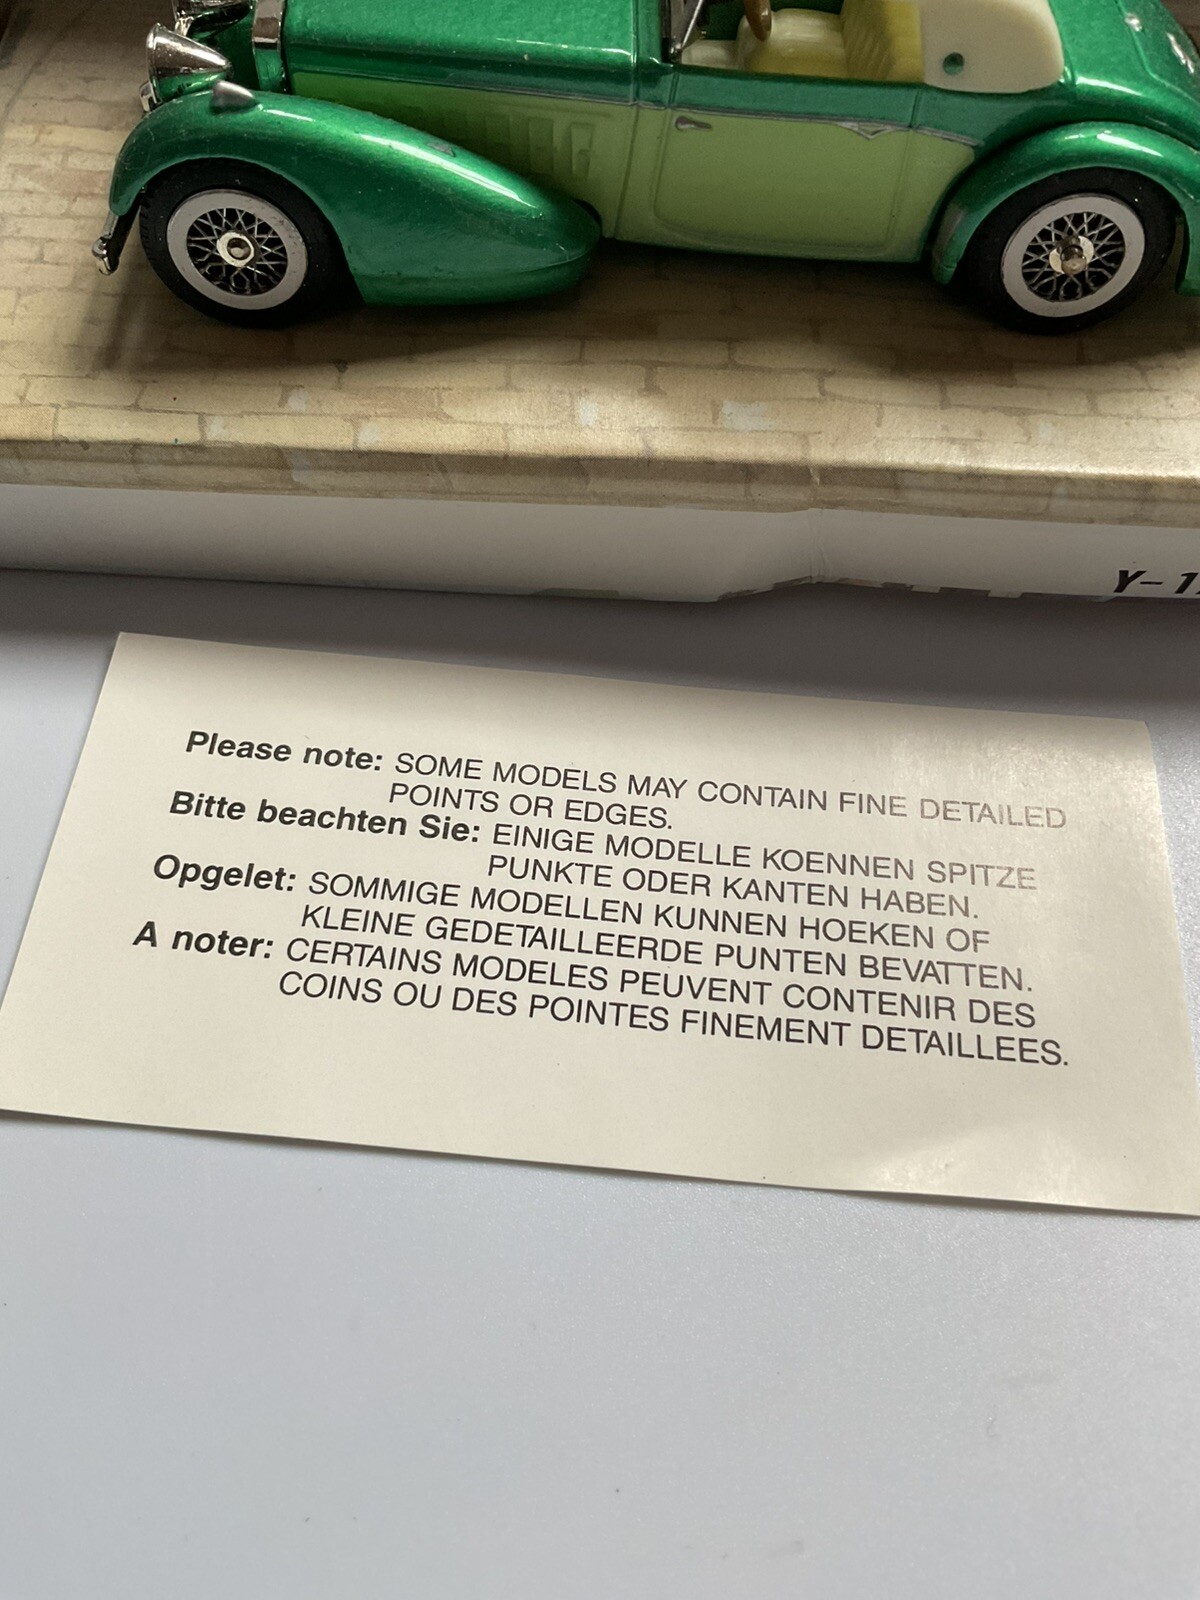 Y-1
Please note: SOME MODELS MAY CONTAIN FINE DETAILED
POINTS OR EDGES.
Bitte beachten Sie: EINIGE MODELLE KOENNEN SPITZE
PUNKTE ODER KANTEN HABEN.
Opgelet: SOMMIGE MODELLEN KUNNEN HOEKEN OF
KLEINE GEDETAILLEERDE PUNTEN BEVATTEN.
A noter: CERTAINS MODELES PEUVENT CONTENIR DES
COINS OU DES POINTES FINEMENT DETAILLEES.